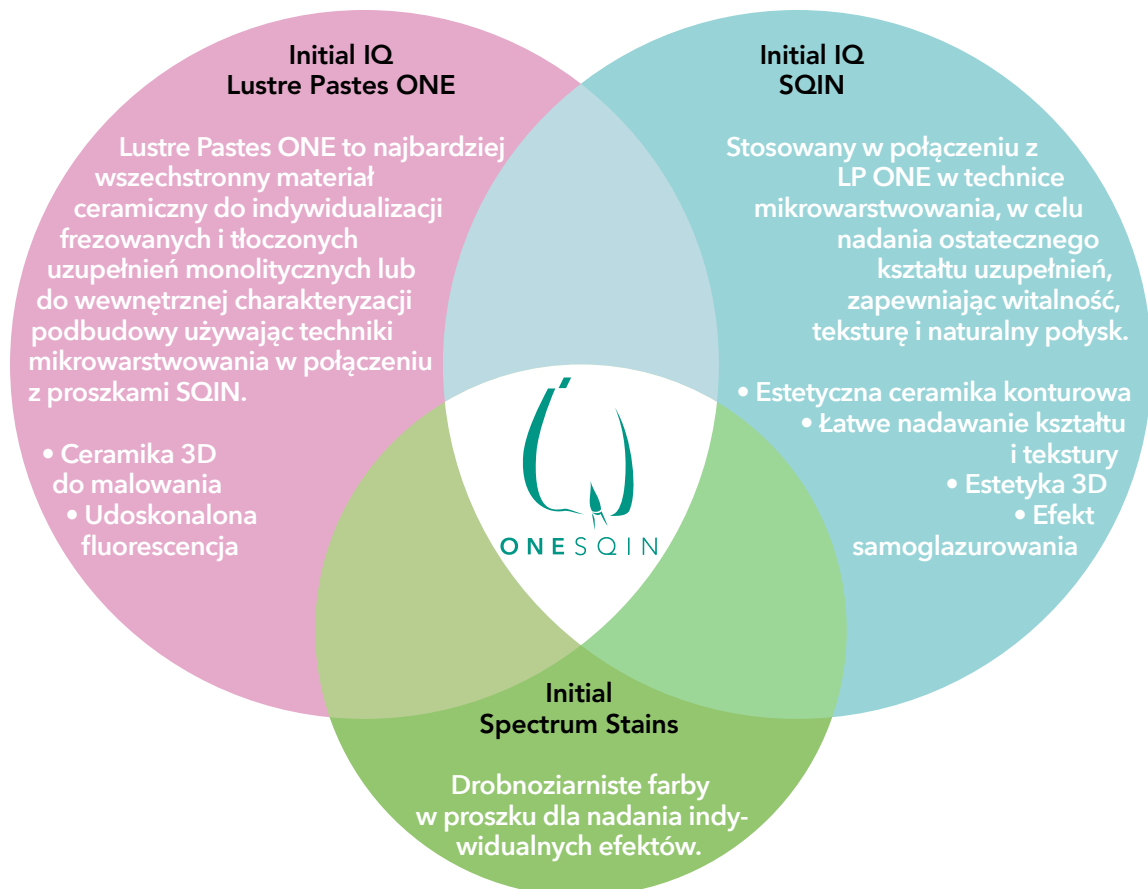 Initial IQ
Lustre Pastes ONE
Lustre Pastes ONE to najbardziej
wszechstronny materiał
ceramiczny do indywidualizacji
frezowanych i tłoczonych
uzupełnień monolitycznych lub
do wewnętrznej charakteryzacji
podbudowy używając techniki
mikrowarstwowania w połączeniu
z proszkami SQIN.
• Ceramika 3D
do malowania
• Udoskonalona
fluorescencja
Initial IQ
SQIN
Stosowany w połączeniu z
LP ONE w technice
mikrowarstwowania, w celu
nadania ostatecznego
kształtu uzupełnień,
zapewniając witalność,
teksturę i naturalny połysk.
• Estetyczna ceramika konturowa
• Łatwe nadawanie kształtu
i tekstury
• Estetyka 3D
• Efekt
samoglazurowania
ONESQIN
Initial
Spectrum Stains
Drobnoziarniste farby
w proszku dla nadania indy-
widualnych efektów.